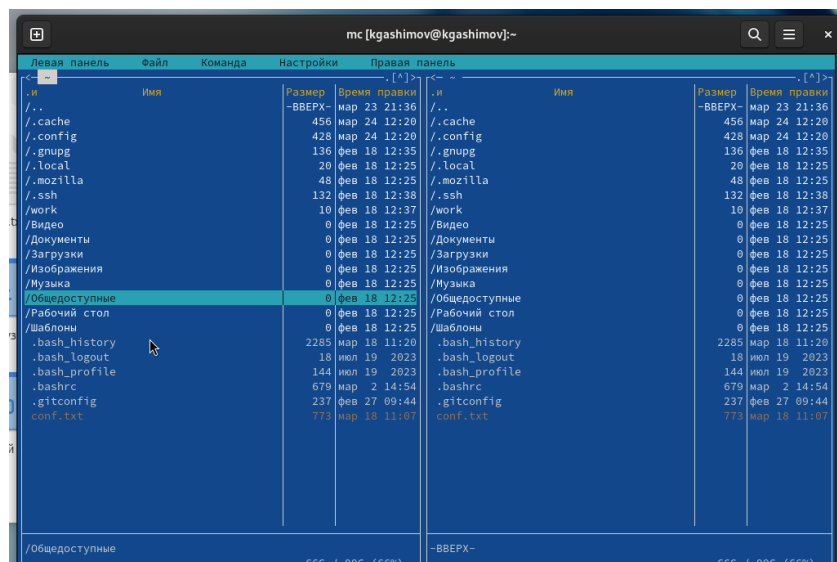 mc [kgashimov@kgashimov]:~
Левая панель Файл Команда Настройки Правая панель
<— ~ .[^]> <— ~ .[^]>
.и Имя Размер Время правки .и Имя Размер Время правки
/.. -ВВЕРХ- мар 23 21:36 /.. -ВВЕРХ- мар 23 21:36
/.cache 456 мар 24 12:20 /.cache 456 мар 24 12:20
/.config 428 мар 24 12:20 /.config 428 мар 24 12:20
/.gnupg 136 фев 18 12:35 /.gnupg 136 фев 18 12:35
/.local 20 фев 18 12:25 /.local 20 фев 18 12:25
/.mozilla 48 фев 18 12:25 /.mozilla 48 фев 18 12:25
/.ssh 132 фев 18 12:38 /.ssh 132 фев 18 12:38
/work 10 фев 18 12:37 /work 10 фев 18 12:37
/Видео 0 фев 18 12:25 /Видео 0 фев 18 12:25
/Документы 0 фев 18 12:25 /Документы 0 фев 18 12:25
/Загрузки 0 фев 18 12:25 /Загрузки 0 фев 18 12:25
/Изображения 0 фев 18 12:25 /Изображения 0 фев 18 12:25
/Музыка 0 фев 18 12:25 /Музыка 0 фев 18 12:25
/Общедоступные 0 фев 18 12:25 /Общедоступные 0 фев 18 12:25
/Рабочий стол 0 фев 18 12:25 /Рабочий стол 0 фев 18 12:25
/Шаблоны 0 фев 18 12:25 /Шаблоны 0 фев 18 12:25
.bash_history 2285 мар 18 11:20 .bash_history 2285 мар 18 11:20
.bash_logout 18 июл 19 2023 .bash_logout 18 июл 19 2023
.bash_profile 144 июл 19 2023 .bash_profile 144 июл 19 2023
.bashrc 679 мар 2 14:54 .bashrc 679 мар 2 14:54
.gitconfig 237 фев 27 09:44 .gitconfig 237 фев 27 09:44
conf.txt 773 мар 18 11:07 conf.txt 773 мар 18 11:07
/Общедоступные -ВВЕРХ-